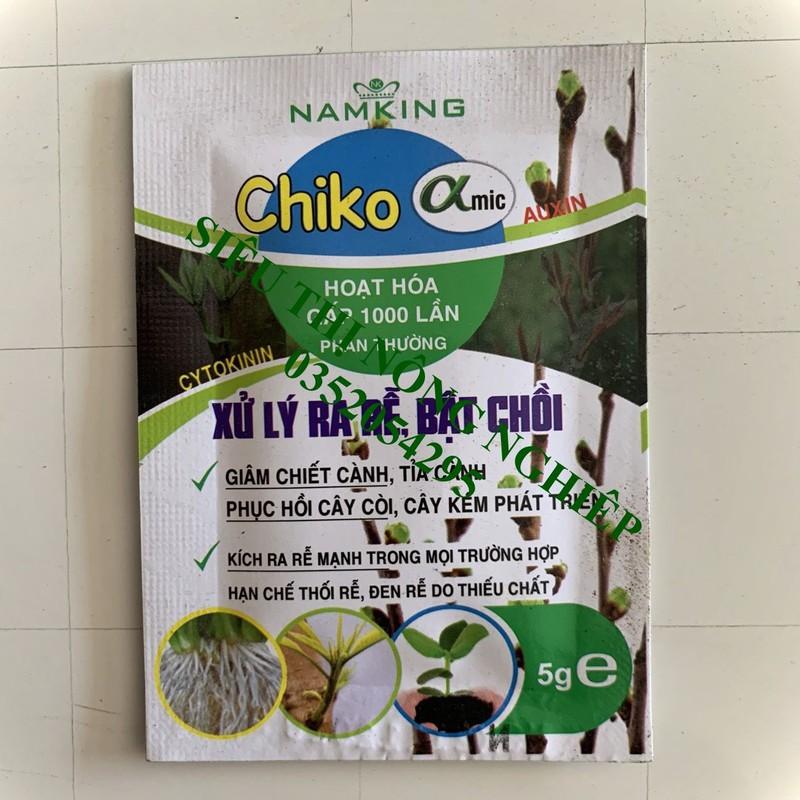 NK
NAMKING
Chiko αmic
AUXIN
HOẠT HÓA
GẤP 1000 LẦN
PHÂN THƯỜNG
CYTOKININ
XỬ LÝ RA RỄ, BẬT CHỒI
GIÂM CHIẾT CÀNH, TỈA CÀNH
PHỤC HỒI CÂY CÒI, CÂY KÉM PHÁT TRIỂN
KÍCH RA RỄ MẠNH TRONG MỌI TRƯỜNG HỢP
HẠN CHẾ THỐI RỄ, ĐEN RỄ DO THIẾU CHẤT
5g e
SIÊU THỊ NÔNG NGHIỆP
0352054295